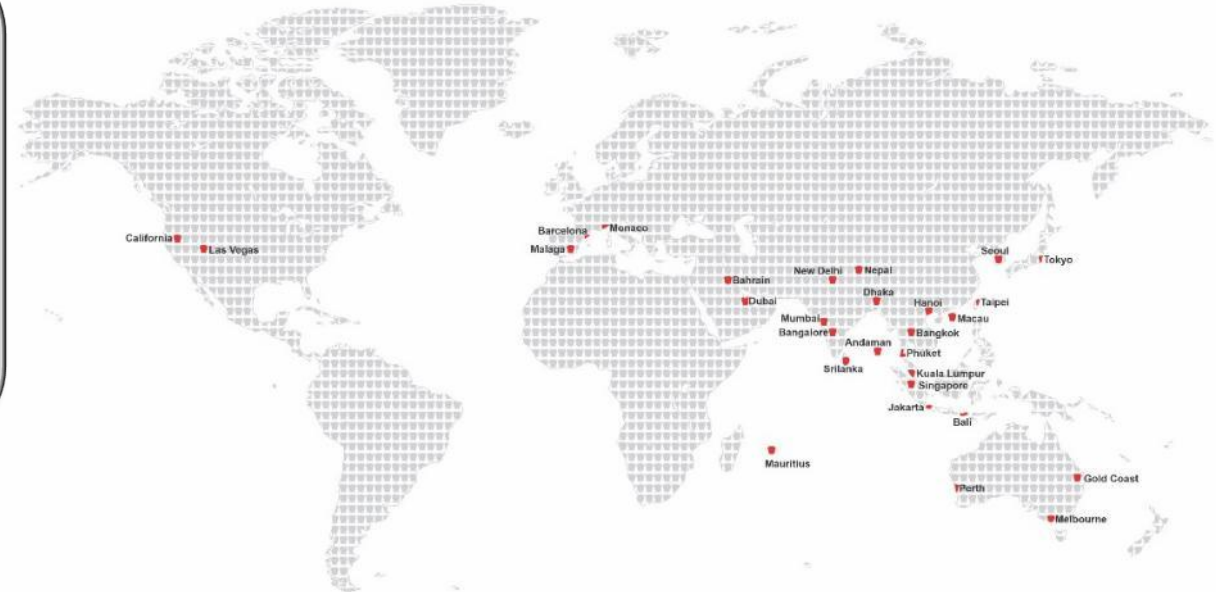 Monaco
Barcelona
California
Las Vegas
Malaga
Seoul
Tokyo
New Delhi
Nepal
Bahrain
Dhaka
Dubai
Hanoi
Taipei
Mumbai
Macau
Bangalore
Bangkok
Andaman
Phuket
Srilanka
Kuala Lumpur
Singapore
Jakarta
Bali
Mauritius
Gold Coast
Perth
Melbourne